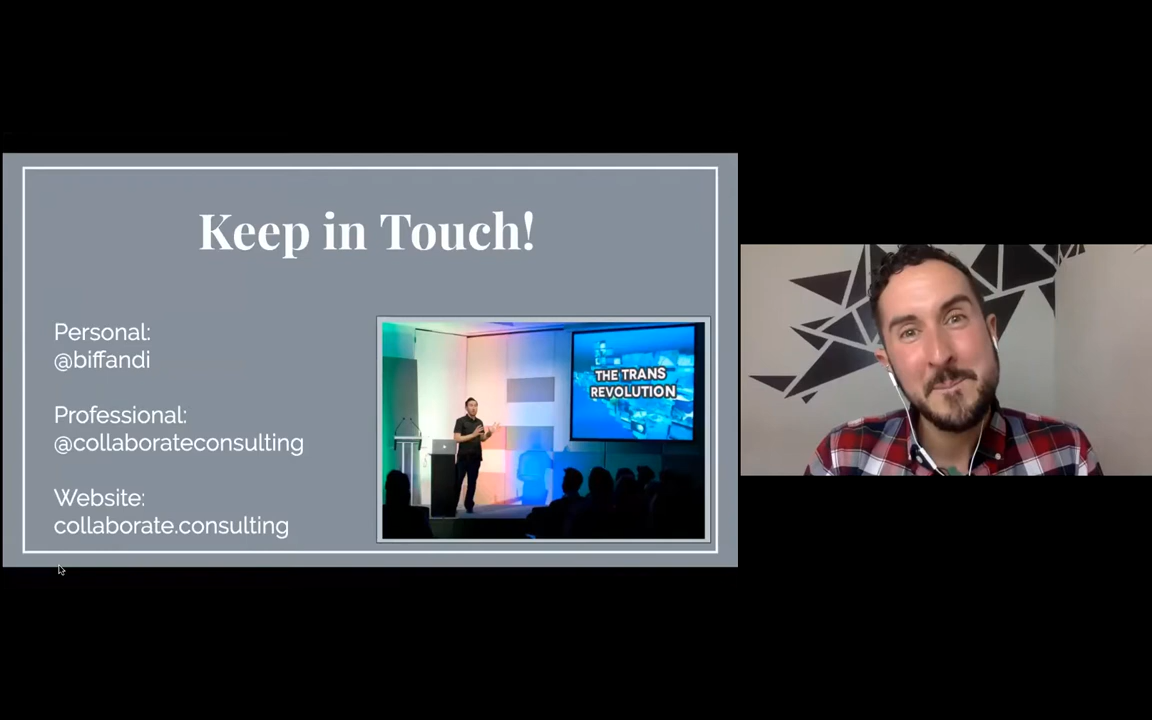 Keep in Touch!
Personal:
@biffandi
Professional:
@collaborateconsulting
Website:
collaborate.consulting
THE TRANS
REVOLUTION